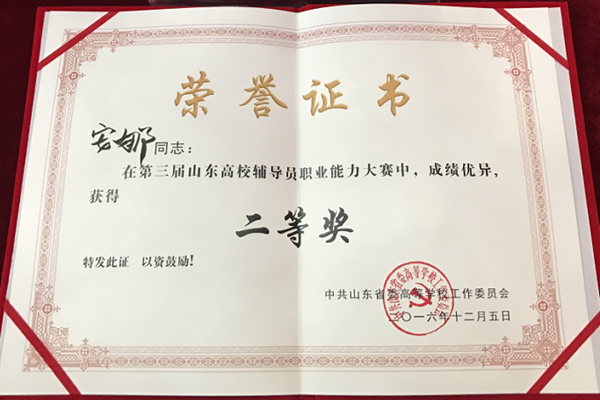 荣誉证书
安娜同志：
在第三届山东高校辅导员职业能力大赛中，成绩优异，
获得
二等奖
特发此证 以资鼓励！
中共山东省委高等学校工作委员会
二〇一六年十二月五日